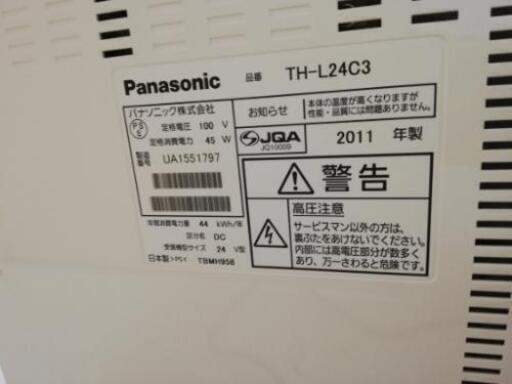 Panasonic 品番 TH-L24C3
パナソニック株式会社
PS E
定格電圧 100 V
定格消費電力 45 W
製造番号 UA1551797
お知らせ
本体の温度が高くなりますが
性能・品質には問題ありません。
JQA
JQ1000B
2011 年製
警告
高圧注意
サービスマン以外の方は、
裏ぶたをあけないでください。
内部には高電圧部分が数多く
あり、万一さわると危険です。
年間消費電力量 44 kWh/年
区分名 DC
受信機型サイズ 24 V型
日本製
TBMH958